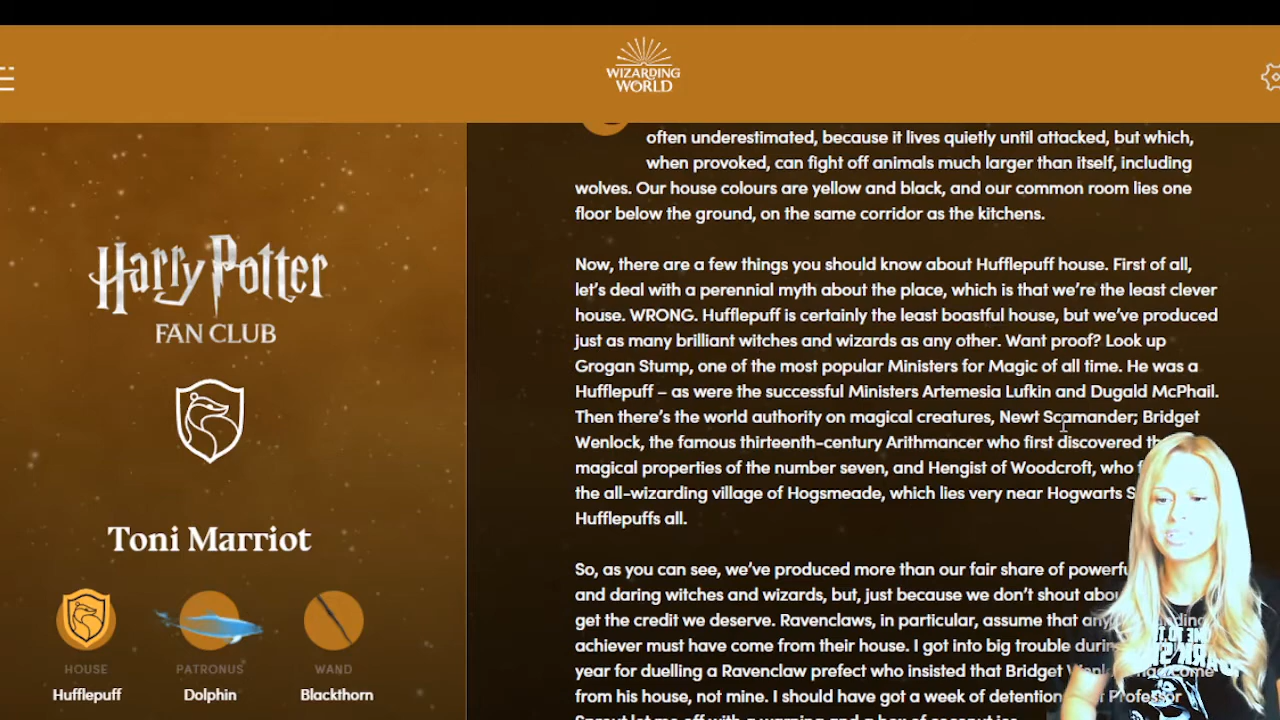 WIZARDING
WORLD
Harry Potter
FAN CLUB
Toni Marriot
HOUSE
Hufflepuff
PATRONUS
Dolphin
WAND
Blackthorn
often underestimated, because it lives quietly until attacked, but which,
when provoked, can fight off animals much larger than itself, including
wolves. Our house colours are yellow and black, and our common room lies one
floor below the ground, on the same corridor as the kitchens.
Now, there are a few things you should know about Hufflepuff house. First of all,
let's deal with a perennial myth about the place, which is that we're the least clever
house. WRONG. Hufflepuff is certainly the least boastful house, but we've produced
just as many brilliant witches and wizards as any other. Want proof? Look up
Grogan Stump, one of the most popular Ministers for Magic of all time. He was a
Hufflepuff – as were the successful Ministers Artemesia Lufkin and Dugald McPhail.
Then there's the world authority on magical creatures, Newt Scamander; Bridget
Wenlock, the famous thirteenth-century Arithmancer who first discovered
magical properties of the number seven, and Hengist of Woodcroft, who
the all-wizarding village of Hogsmeade, which lies very near Hogwarts
Hufflepuffs all.
So, as you can see, we've produced more than our fair share of
and daring witches and wizards, but, just because we don't shout
get the credit we deserve. Ravenclaws, in particular, assume that
achiever must have come from their house. I got into big trouble
year for duelling a Ravenclaw prefect who insisted that Bridget come
from his house, not mine. I should have got a week of detention Professor
Sprout let me off with a warning and a box of coconut ice.